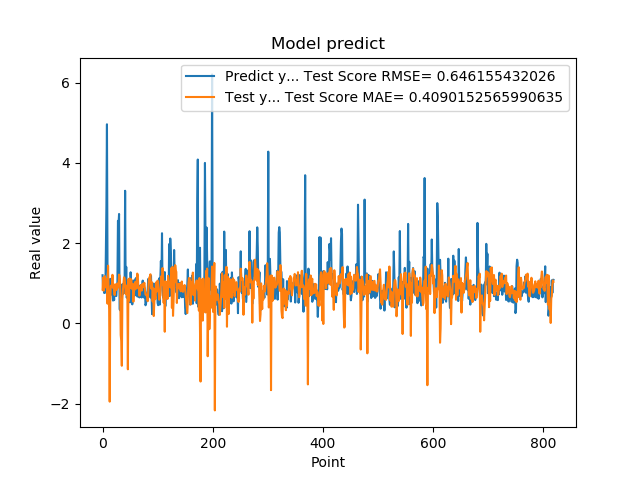 Model predict
Predict y... Test Score RMSE= 0.646155432026
Test y... Test Score MAE= 0.4090152565990635
Real value
6
4
2
0
−2
0 200 400 600 800
Point